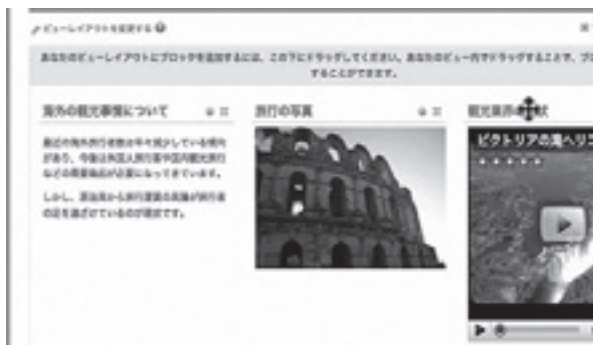 ビューレイアウトを変更する
あなたのビューレイアウトにブロックを追加するには、この下にドラッグしてください。あなたのビュー内でドラッグすることで、ブロ
することができます。
海外の観光事情について
旅行の写真
観光業界の 状
最近の海外旅行者数は年々減少している傾向
があり、今後は外国人旅行客や国内観光旅行
などの需要喚起が必要になってきています。
しかし、原油高から旅行運賃の高騰が旅行者
の足を遠ざけているのが現状です。
ビクトリアの滝へリコ